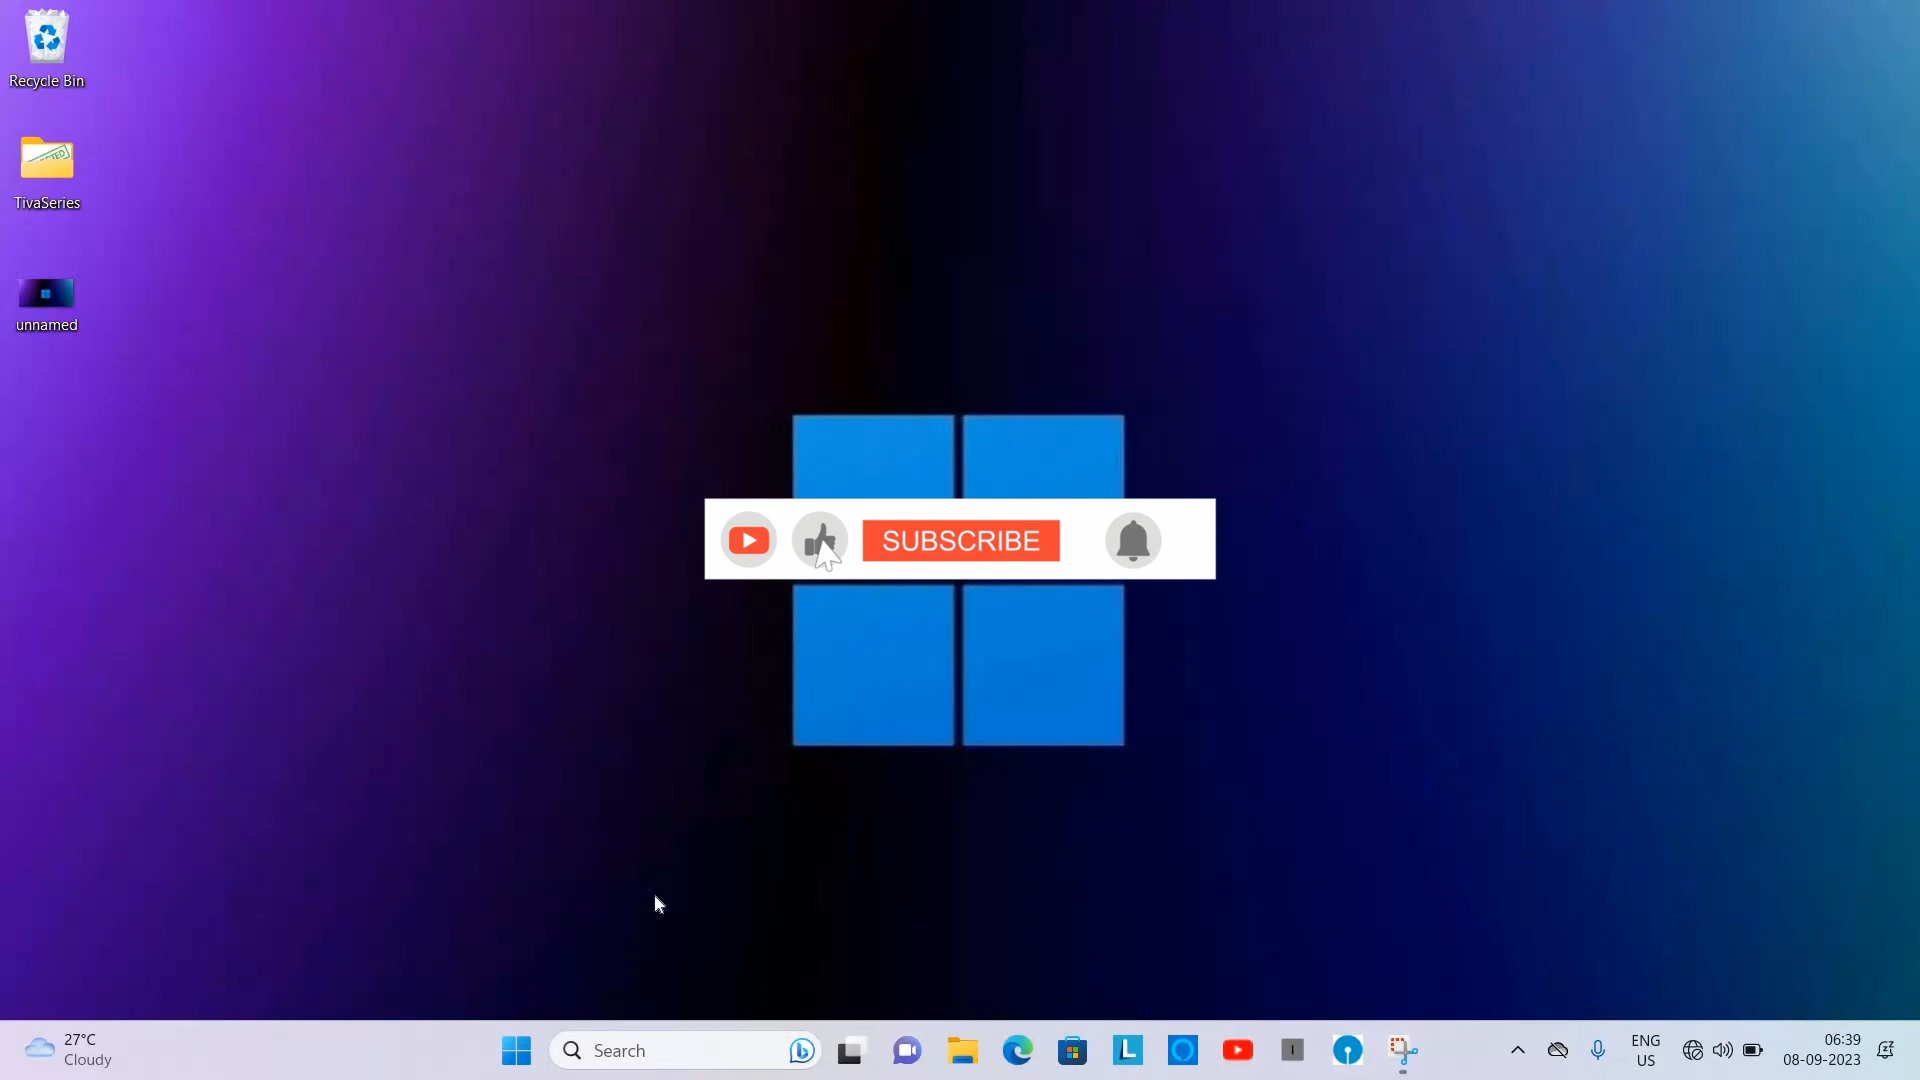 Recycle Bin
TivaSeries
unnamed
SUBSCRIBE
27°C
Cloudy
Search
ENG
US
06:39
08-09-2023